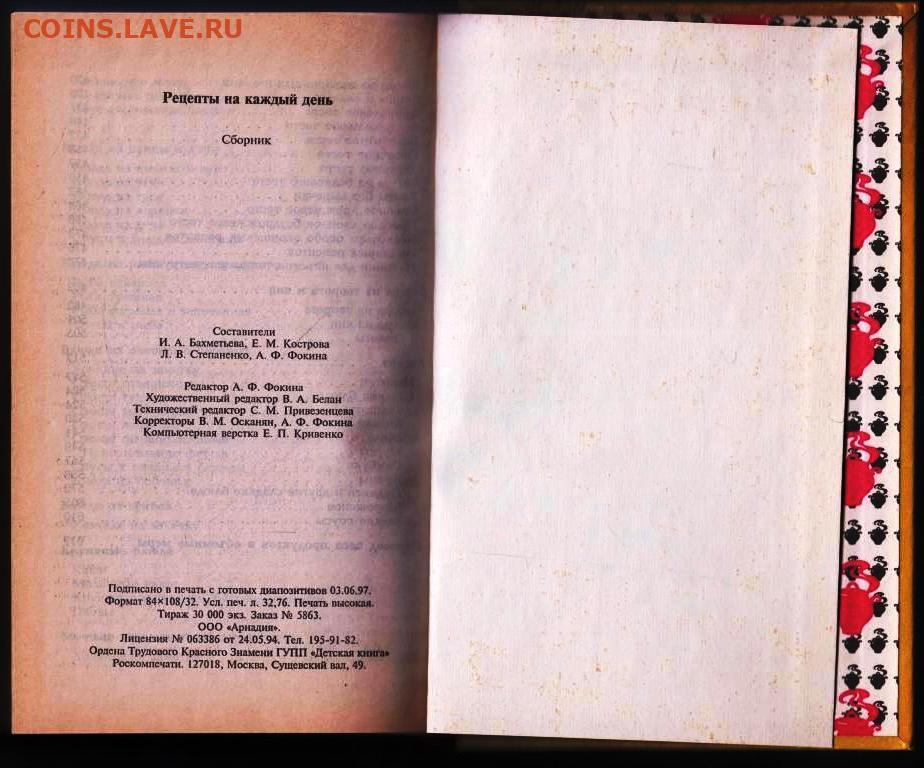 COINS.LAVE.RU
Рецепты на каждый день
Сборник
Составители
И. А. Бахметьева, Е. М. Кострова
Л. В. Степаненко, А. Ф. Фокина
Редактор А. Ф. Фокина
Художественный редактор В. А. Белан
Технический редактор С. М. Привезенцева
Корректоры В. М. Осканян, А. Ф. Фокина
Компьютерная верстка Е. П. Кривенко
Подписано в печать с готовых диапозитивов 03.06.97.
Формат 84×108/32. Усл. печ. л. 32,76. Печать высокая.
Тираж 30 000 экз. Заказ № 5863.
ООО «Ариадия».
Лицензия № 063386 от 24.05.94. Тел. 195-91-82.
Ордена Трудового Красного Знамени ГУПП «Детская книга»
Роскомпечати. 127018, Москва, Сущевский вал, 49.